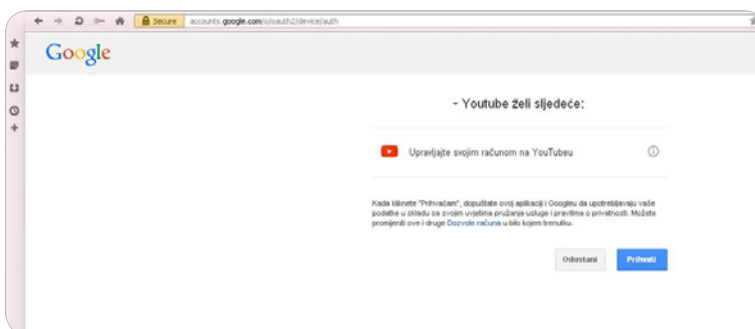 Secure accounts.google.com/o/oauth2/device/auth
Google
- Youtube želi sljedeće:
Upravljajte svojim računom na YouTubeu
Kada kliknete "Prihvaćam", dopuštate ovoj aplikaciji i Googleu da upotrebljavaju vaše
podatke u skladu sa svojim uvjetima pružanja usluge i pravilima o privatnosti. Možete
promijeniti ove i druge Dozvole računa u bilo kojem trenutku.
Odustani Prihvati